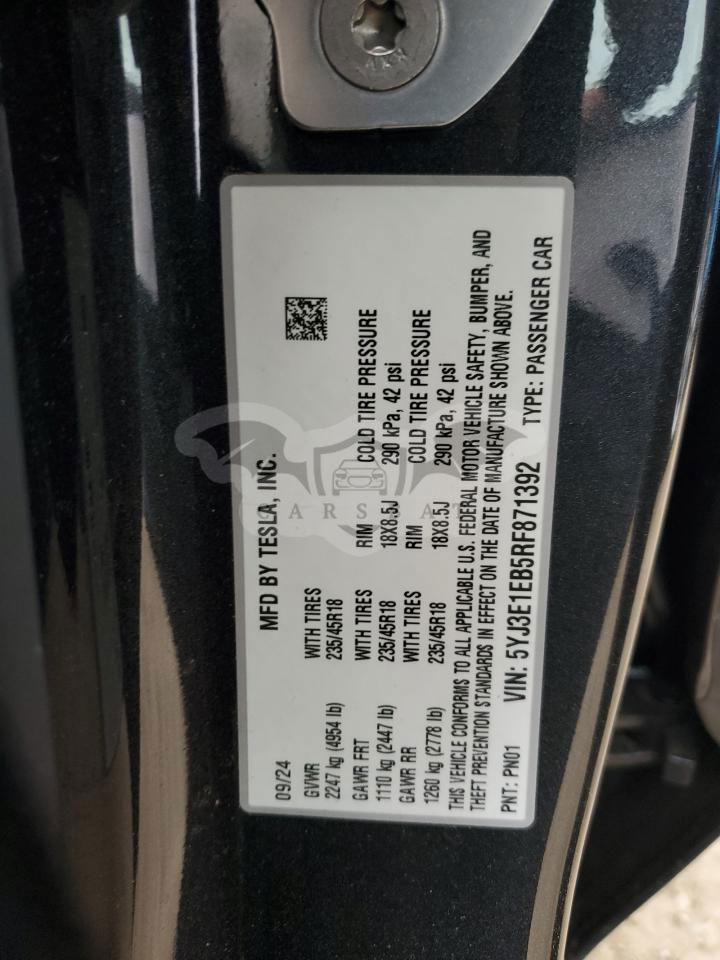 MFD BY TESLA, INC.
09/24
GVWR WITH TIRES
2247 kg (4954 lb) 235/45R18
GAWR FRT WITH TIRES RIM COLD TIRE PRESSURE
1110 kg (2447 lb) 235/45R18 18X8.5J 290 kPa, 42 psi
GAWR RR WITH TIRES RIM COLD TIRE PRESSURE
1260 kg (2778 lb) 235/45R18 18X8.5J 290 kPa, 42 psi
THIS VEHICLE CONFORMS TO ALL APPLICABLE U.S. FEDERAL MOTOR VEHICLE SAFETY, BUMPER, AND
THEFT PREVENTION STANDARDS IN EFFECT ON THE DATE OF MANUFACTURE SHOWN ABOVE.
PNT: PN01 VIN: 5YJ3E1EB5RF871392 TYPE: PASSENGER CAR
CARSBAT